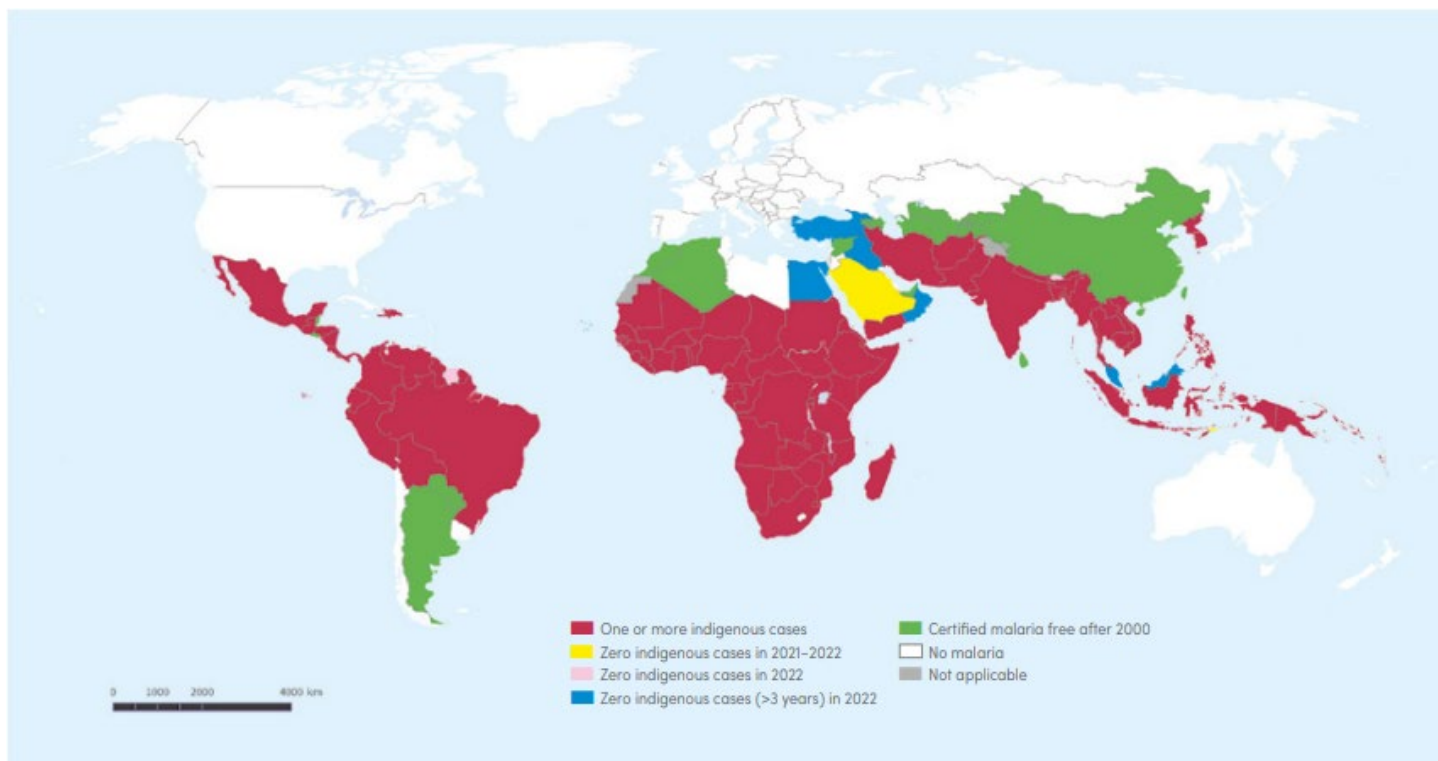 One or more indigenous cases
Zero indigenous cases in 2021–2022
Zero indigenous cases in 2022
Zero indigenous cases (>3 years) in 2022
Certified malaria free after 2000
No malaria
Not applicable
0 1000 2000 4000 km